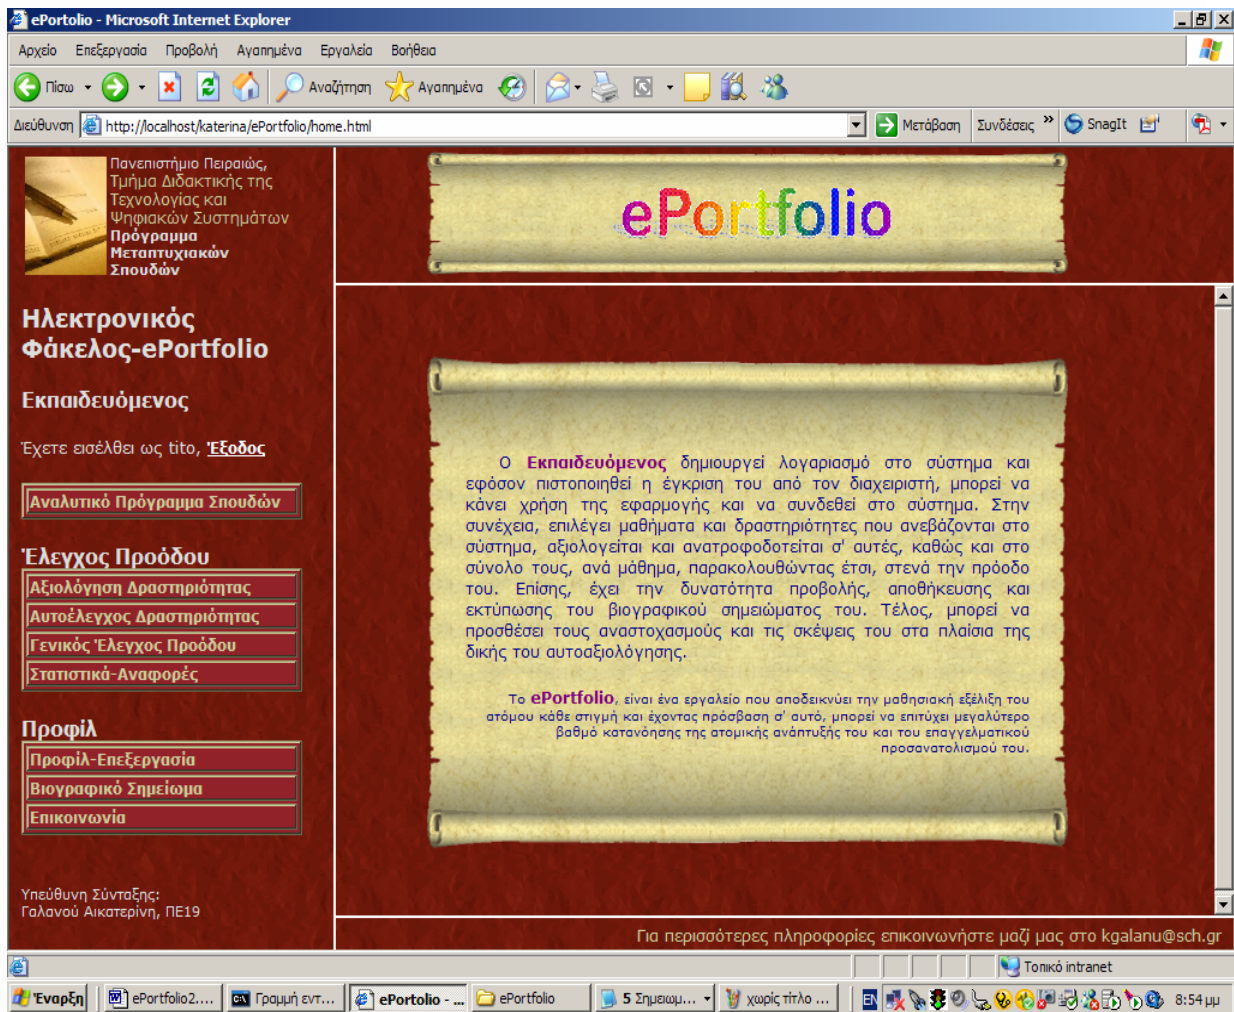 ePortolio - Microsoft Internet Explorer
Αρχείο Επεξεργασία Προβολή Αγαπημένα Εργαλεία Βοήθεια
Πίσω Αναζήτηση Αγαπημένα
Διεύθυνση http://localhost/katerina/ePortfolio/home.html Μετάβαση Συνδέσεις » SnagIt
Πανεπιστήμιο Πειραιώς,
Τμήμα Διδακτικής της
Τεχνολογίας και
Ψηφιακών Συστημάτων
Πρόγραμμα
Μεταπτυχιακών
Σπουδών
Ηλεκτρονικός
Φάκελος-ePortfolio
Εκπαιδευόμενος
Έχετε εισέλθει ως tito, Έξοδος
Αναλυτικό Πρόγραμμα Σπουδών
Έλεγχος Προόδου
Αξιολόγηση Δραστηριότητας
Αυτοέλεγχος Δραστηριότητας
Γενικός Έλεγχος Προόδου
Στατιστικά-Αναφορές
Προφίλ
Προφίλ-Επεξεργασία
Βιογραφικό Σημείωμα
Επικοινωνία
Υπεύθυνη Σύνταξης:
Γαλανού Αικατερίνη, ΠΕ19
ePortfolio
Ο Εκπαιδευόμενος δημιουργεί λογαριασμό στο σύστημα και
εφόσον πιστοποιηθεί η έγκριση του από τον διαχειριστή, μπορεί να
κάνει χρήση της εφαρμογής και να συνδεθεί στο σύστημα. Στην
συνέχεια, επιλέγει μαθήματα και δραστηριότητες που ανεβάζονται στο
σύστημα, αξιολογείται και ανατροφοδοτείται σ' αυτές, καθώς και στο
σύνολο τους, ανά μάθημα, παρακολουθώντας έτσι, στενά την πρόοδο
του. Επίσης, έχει την δυνατότητα προβολής, αποθήκευσης και
εκτύπωσης του βιογραφικού σημειώματος του. Τέλος, μπορεί να
προσθέσει τους αναστοχασμούς και τις σκέψεις του στα πλαίσια της
δικής του αυτοαξιολόγησης.
Το ePortfolio, είναι ένα εργαλείο που αποδεικνύει την μαθησιακή εξέλιξη του
ατόμου κάθε στιγμή και έχοντας πρόσβαση σ' αυτό, μπορεί να επιτύχει μεγαλύτερο
βαθμό κατανόησης της ατομικής ανάπτυξής του και του επαγγελματικού
προσανατολισμού του.
Για περισσότερες πληροφορίες επικοινωνήστε μαζί μας στο kgalanu@sch.gr
Τοπικό intranet
Έναρξη ePortfolio2.... Γραμμή εντ... ePortolio - ... ePortfolio 5 Σημειωμ... χωρίς τίτλο ... EN 8:54 μμ